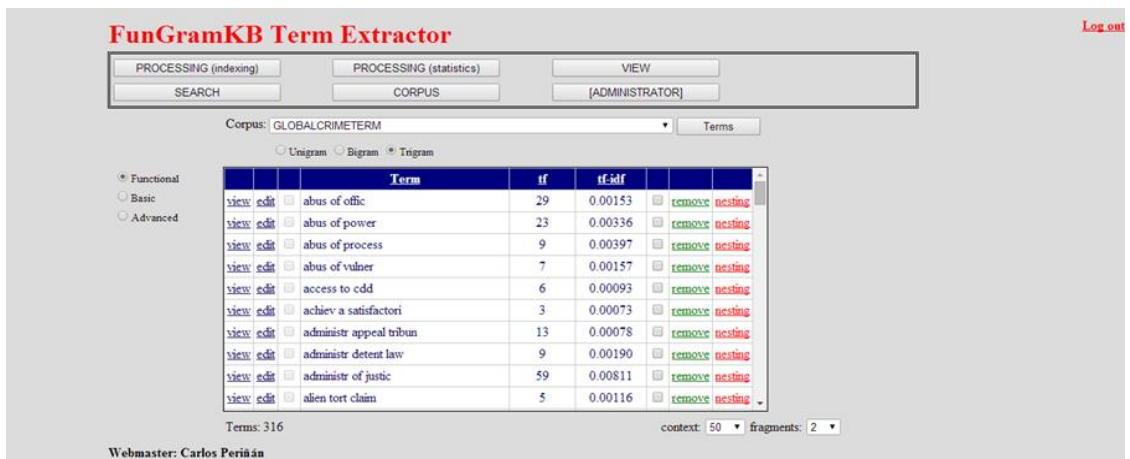 FunGramKB Term Extractor
Log out
PROCESSING (indexing) PROCESSING (statistics) VIEW
SEARCH CORPUS [ADMINISTRATOR]
Corpus: GLOBALCRIMETERM Terms
Unigram Bigram Trigram
Functional
Basic
Advanced
Term tf tf-idf
view edit abus of offic 29 0.00153 remove nesting
view edit abus of power 23 0.00336 remove nesting
view edit abus of process 9 0.00397 remove nesting
view edit abus of vulner 7 0.00157 remove nesting
view edit access to cdd 6 0.00093 remove nesting
view edit achiev a satisfactori 3 0.00073 remove nesting
view edit administr appeal tribun 13 0.00078 remove nesting
view edit administr detent law 9 0.00190 remove nesting
view edit administr of justic 59 0.00811 remove nesting
view edit alien tort claim 5 0.00116 remove nesting
Terms: 316 context: 50 fragments: 2
Webmaster: Carlos Periñán